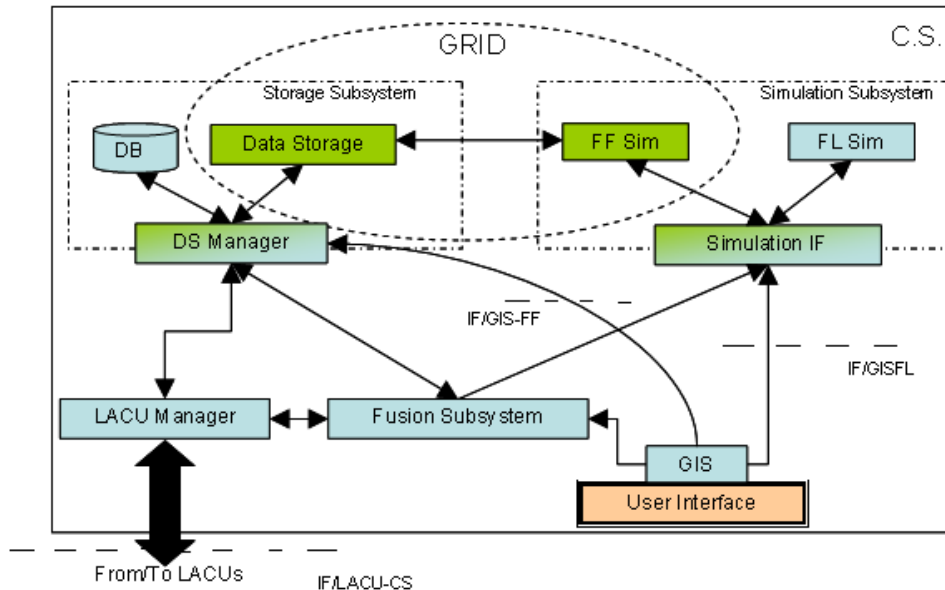 GRID
C.S.
Storage Subsystem
Simulation Subsystem
DB
Data Storage
FF Sim
FL Sim
DS Manager
Simulation IF
IF/GIS-FF
IF/GISFL
LACU Manager
Fusion Subsystem
GIS
User Interface
From/To LACUs
IF/LACU-CS